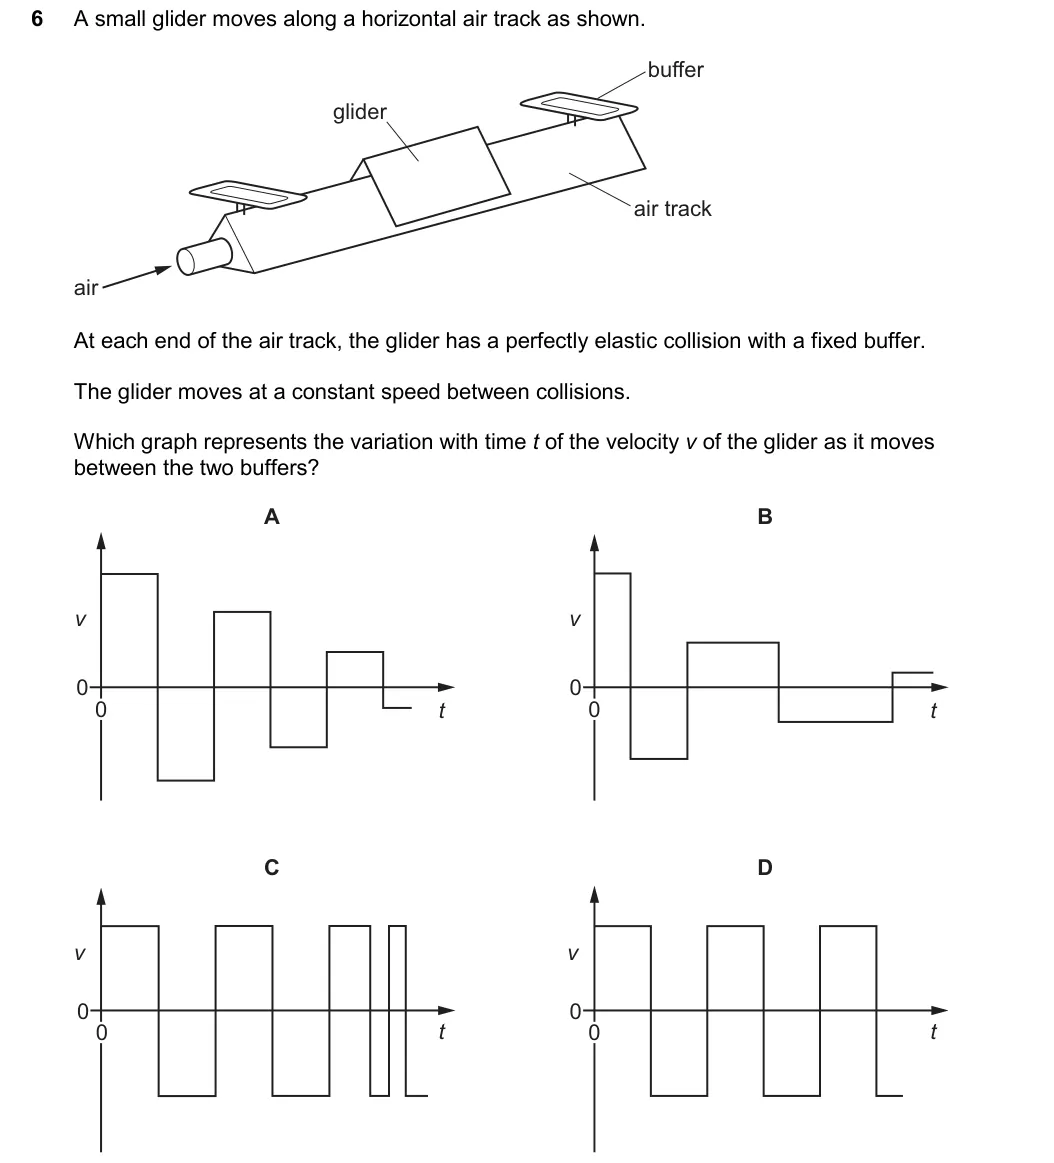 6 A small glider moves along a horizontal air track as shown.
buffer
glider
air track
air
At each end of the air track, the glider has a perfectly elastic collision with a fixed buffer.
The glider moves at a constant speed between collisions.
Which graph represents the variation with time t of the velocity v of the glider as it moves
between the two buffers?
A
v
0
0
t
B
v
0
0
t
C
v
0
0
t
D
v
0
0
t